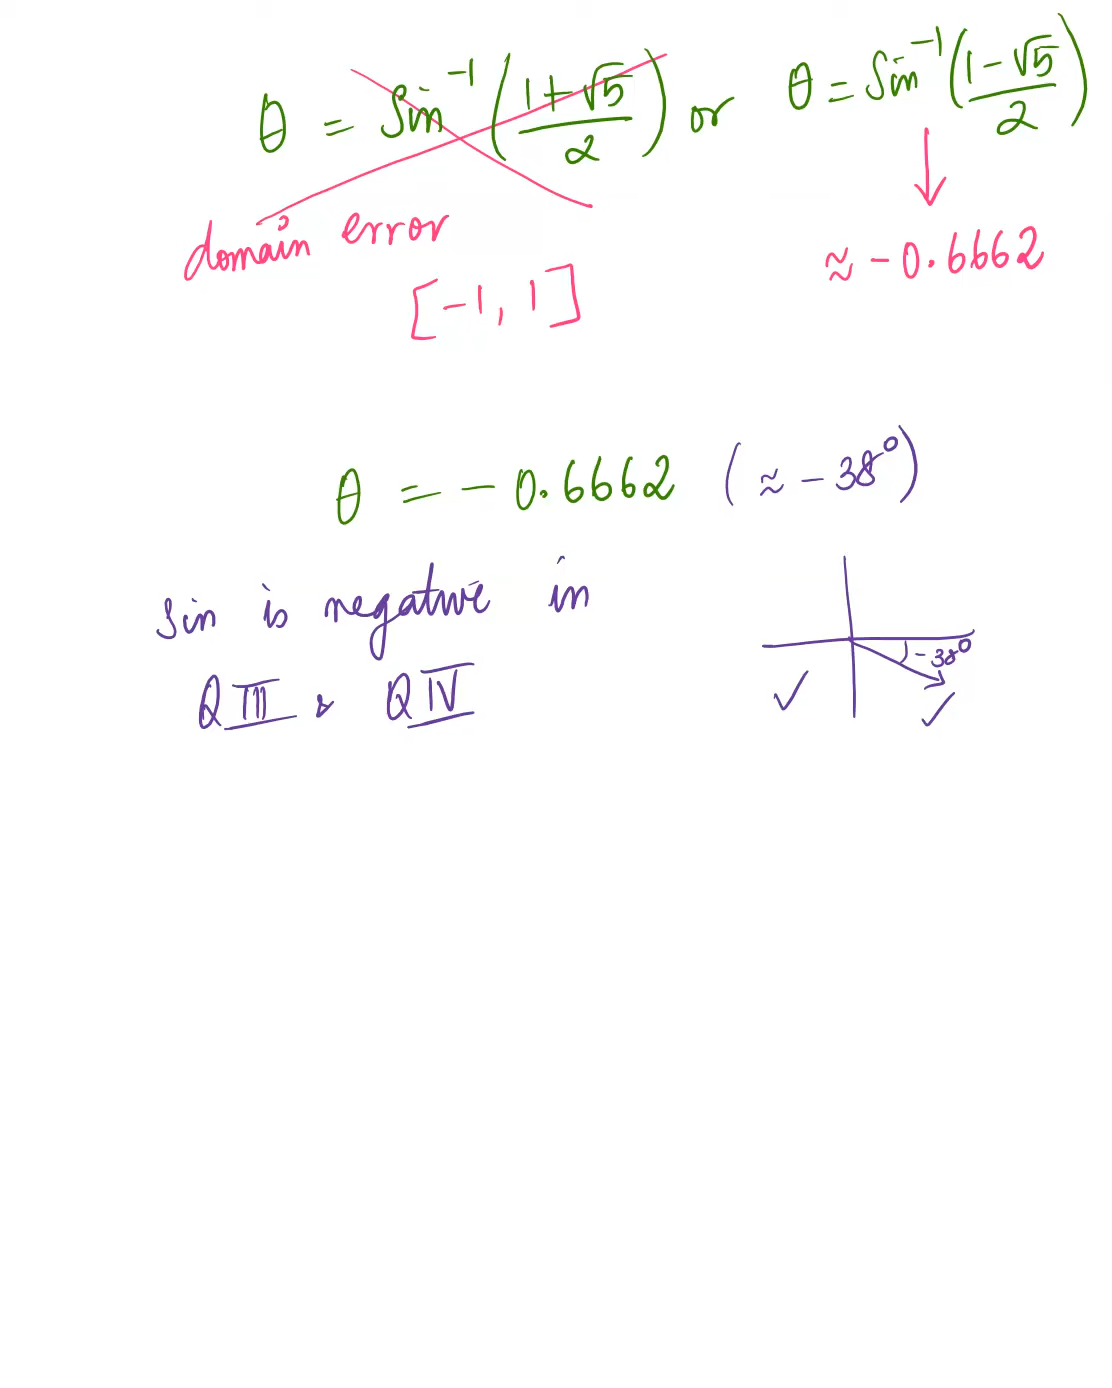 θ = Sin⁻¹((1+√5)/2) or θ = Sin⁻¹((1-√5)/2)
domain error
[-1, 1]
≈ -0.6662
θ = -0.6662 (≈ -38°)
Sin is negative in
QIII & QIV
-38°